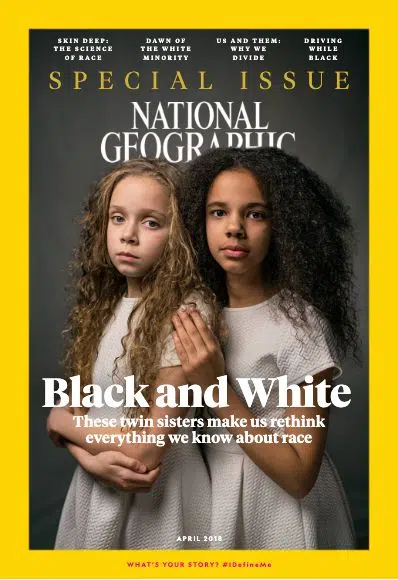 SKIN DEEP:
THE SCIENCE
OF RACE
DAWN OF
THE WHITE
MINORITY
US AND THEM:
WHY WE
DIVIDE
DRIVING
WHILE
BLACK
SPECIAL ISSUE
NATIONAL
GEOGRAPHIC
Black and White
These twin sisters make us rethink
everything we know about race
APRIL 2018
WHAT'S YOUR STORY? #IDefineMe